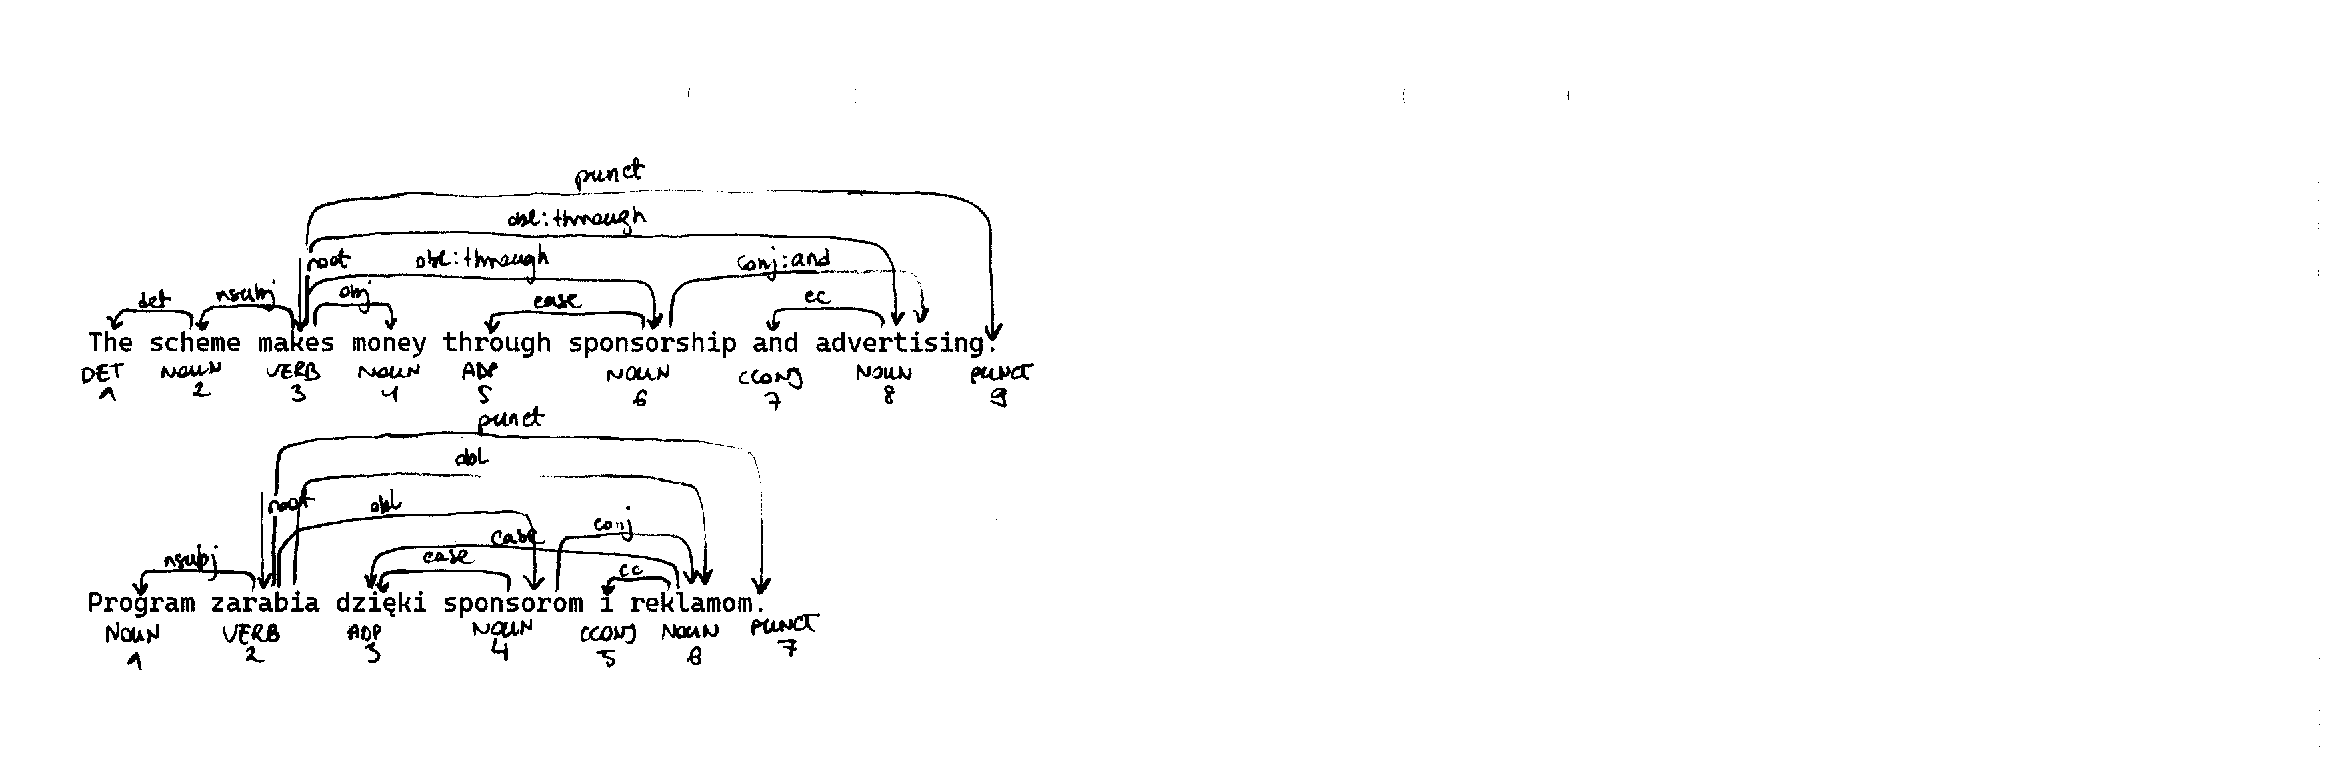 punct
obl:through
root obl:through conj:and
det nsubj obj case cc
The scheme makes money through sponsorship and advertising.
DET NOUN VERB NOUN ADP NOUN CCONJ NOUN PUNCT
1 2 3 4 5 6 7 8 9
punct
obl
root obl
conj
case
nsubj case cc
Program zarabia dzięki sponsorom i reklamom.
NOUN VERB ADP NOUN CCONJ NOUN PUNCT
1 2 3 4 5 6 7